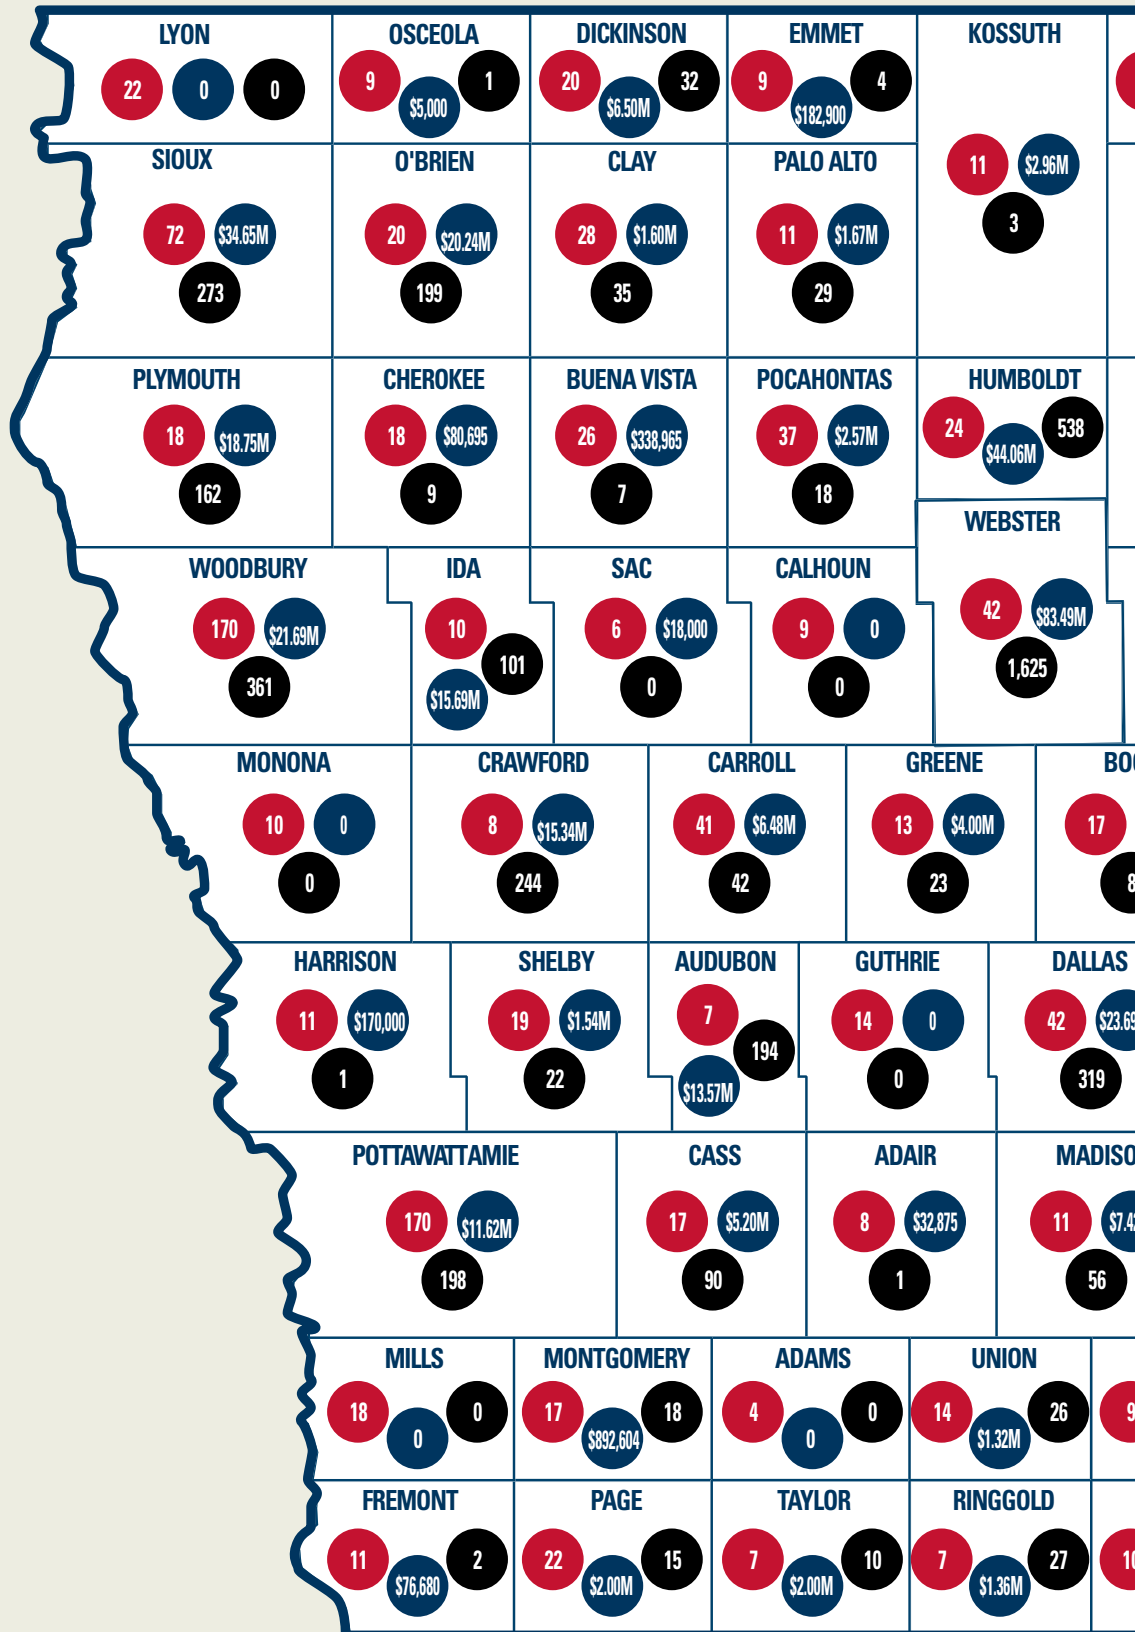 LYON
22 0 0
OSCEOLA
9 $5,000 1
DICKINSON
20 $6.50M 32
EMMET
9 $182,900 4
KOSSUTH
11 $2.96M
3
SIOUX
72 $34.65M
273
O'BRIEN
20 $20.24M
199
CLAY
28 $1.60M
35
PALO ALTO
11 $1.67M
29
PLYMOUTH
18 $18.75M
162
CHEROKEE
18 $80,695
9
BUENA VISTA
26 $338,965
7
POCAHONTAS
37 $2.57M
18
HUMBOLDT
24 $44.06M 538
WEBSTER
42 $83.49M
1,625
WOODBURY
170 $21.69M
361
IDA
10
101
$15.69M
SAC
6 $18,000
0
CALHOUN
9 0
0
MONONA
10 0
0
CRAWFORD
8 $15.34M
244
CARROLL
41 $6.48M
42
GREENE
13 $4.00M
23
BOO
17
8
HARRISON
11 $170,000
1
SHELBY
19 $1.54M
22
AUDUBON
7
194
$13.57M
GUTHRIE
14 0
0
DALLAS
42 $23.69
319
POTTAWATTAMIE
170 $11.62M
198
CASS
17 $5.20M
90
ADAIR
8 $32,875
1
MADISO
11 $7.4
56
MILLS
18 0 0
MONTGOMERY
17 $892,604 18
ADAMS
4 0 0
UNION
14 $1.32M 26
9
FREMONT
11 $76,680 2
PAGE
22 $2.00M 15
TAYLOR
7 $2.00M 10
RINGGOLD
7 $1.36M 27
10